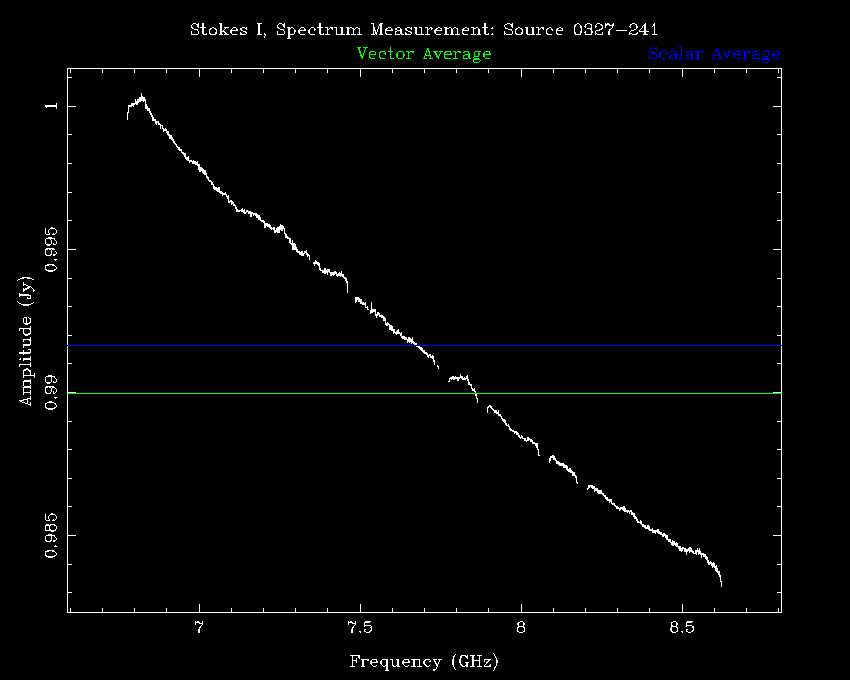 Stokes I, Spectrum Measurement: Source 0327−241
Vector Average
Scalar Average
1
0.995
0.99
0.985
Amplitude (Jy)
7
7.5
8
8.5
Frequency (GHz)